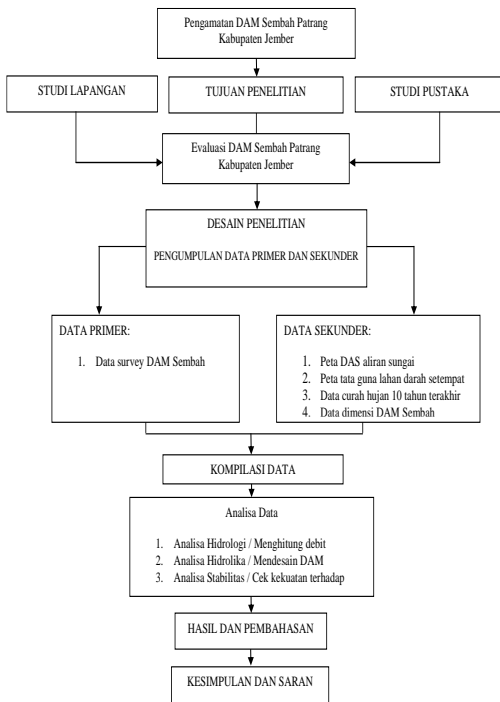 Pengamatan DAM Sembah Patrang
Kabupaten Jember
STUDI LAPANGAN
TUJUAN PENELITIAN
STUDI PUSTAKA
Evaluasi DAM Sembah Patrang
Kabupaten Jember
DESAIN PENELITIAN
PENGUMPULAN DATA PRIMER DAN SEKUNDER
DATA PRIMER:
1. Data survey DAM Sembah
DATA SEKUNDER:
1. Peta DAS aliran sungai
2. Peta tata guna lahan darah setempat
3. Data curah hujan 10 tahun terakhir
4. Data dimensi DAM Sembah
KOMPILASI DATA
Analisa Data
1. Analisa Hidrologi / Menghitung debit
2. Analisa Hidrolika / Mendesain DAM
3. Analisa Stabilitas / Cek kekuatan terhadap
HASIL DAN PEMBAHASAN
KESIMPULAN DAN SARAN